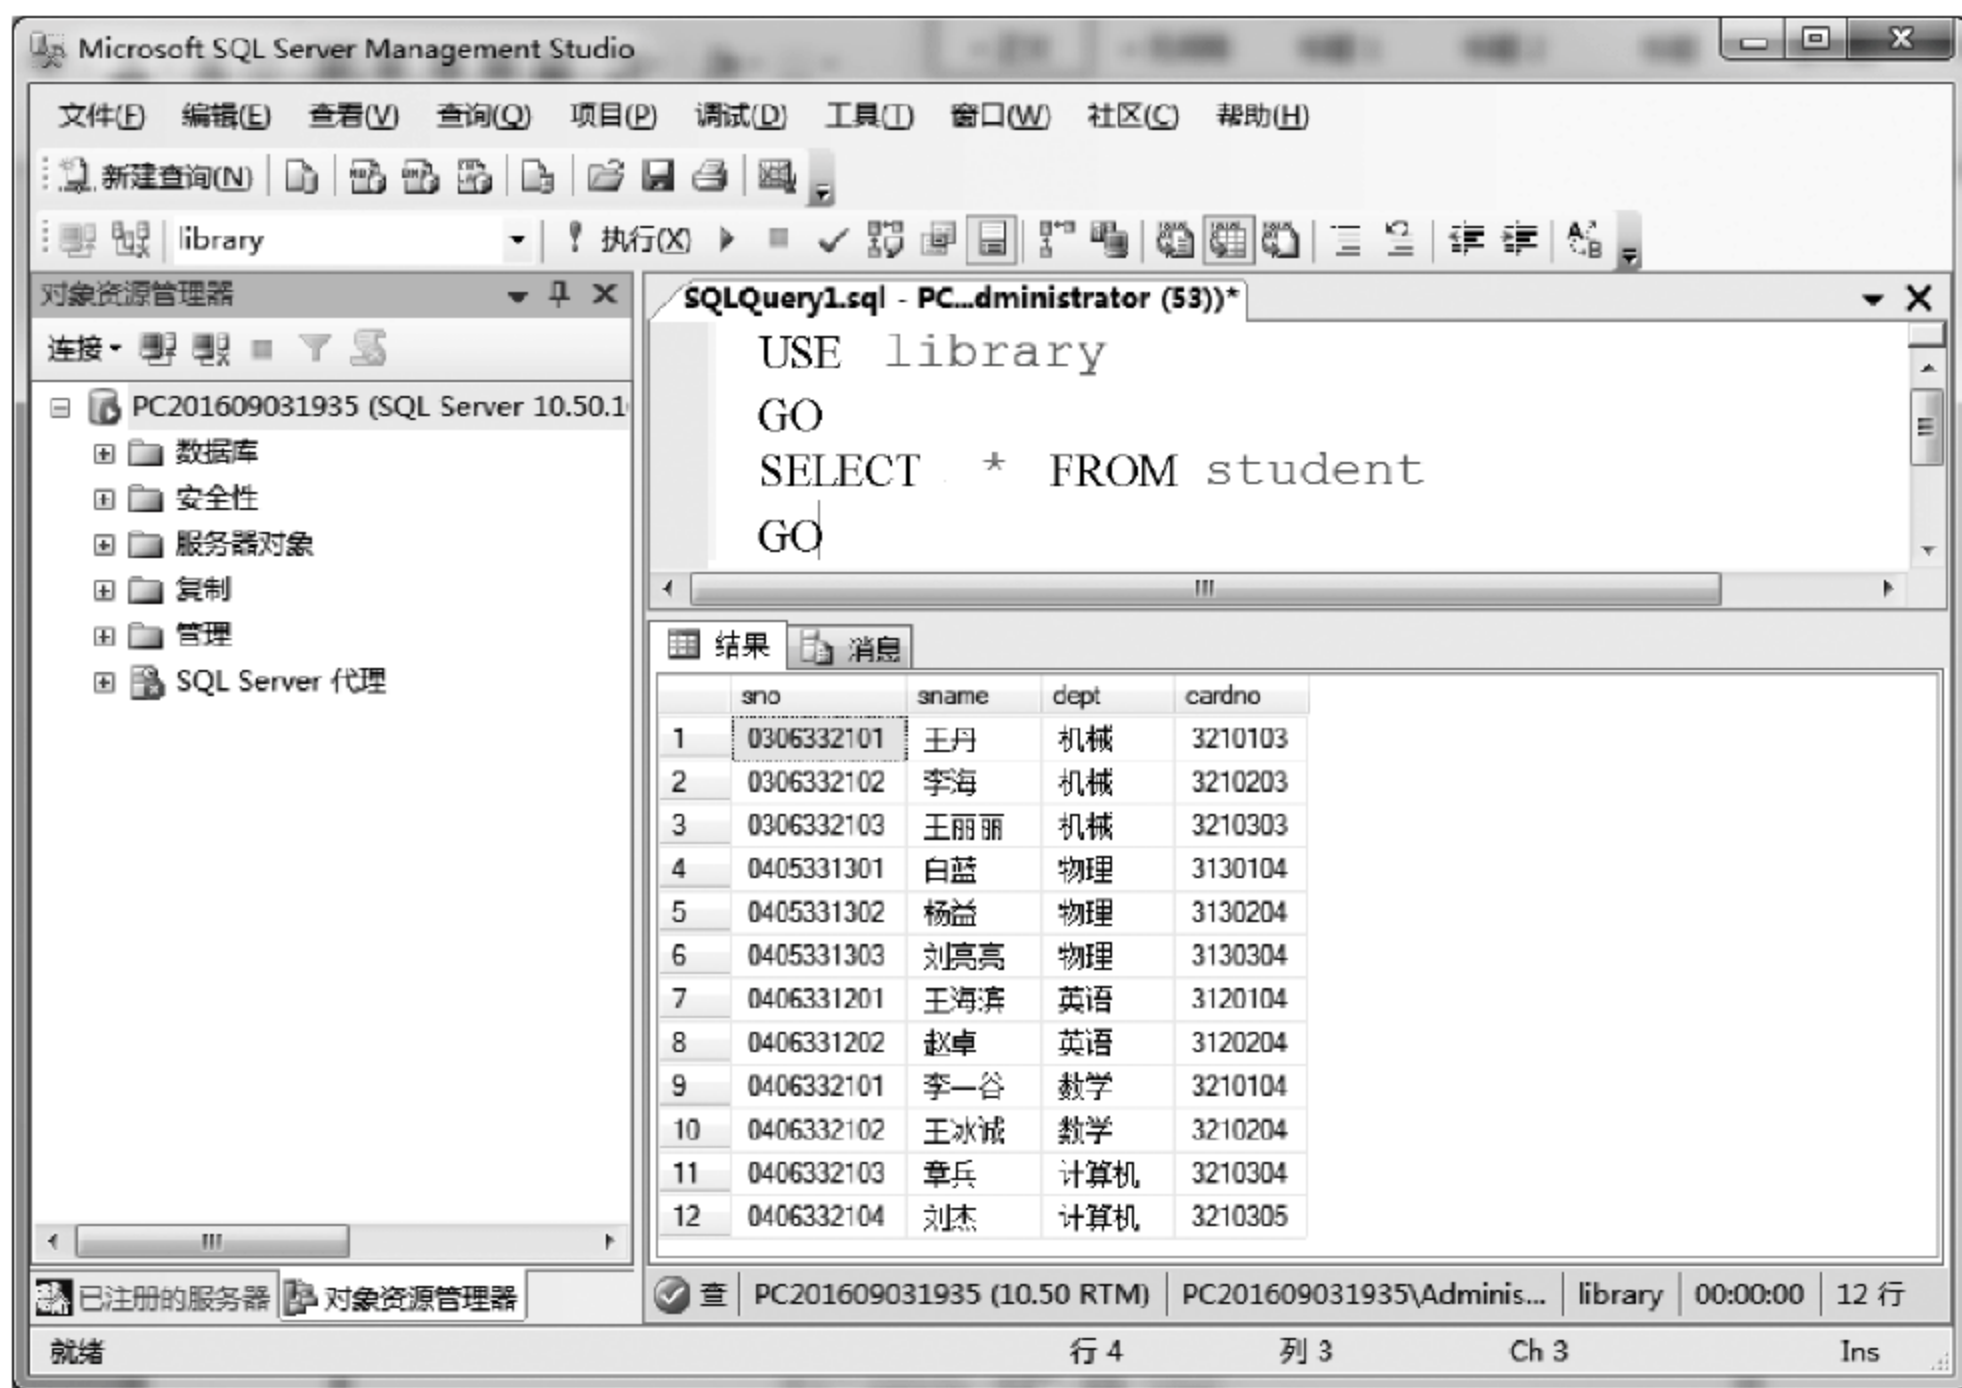 Microsoft SQL Server Management Studio
文件(F) 编辑(E) 查看(V) 查询(Q) 项目(P) 调试(D) 工具(T) 窗口(W) 社区(C) 帮助(H)
新建查询(N)
library 执行(X)
对象资源管理器
连接
PC201609031935 (SQL Server 10.50.1
数据库
安全性
服务器对象
复制
管理
SQL Server 代理
已注册的服务器 对象资源管理器
SQLQuery1.sql - PC...dministrator (53))*
USE library
GO
SELECT * FROM student
GO
结果 消息
sno sname dept cardno
1 0306332101 王丹 机械 3210103
2 0306332102 李海 机械 3210203
3 0306332103 王丽丽 机械 3210303
4 0405331301 白蓝 物理 3130104
5 0405331302 杨益 物理 3130204
6 0405331303 刘亮亮 物理 3130304
7 0406331201 王海滨 英语 3120104
8 0406331202 赵卓 英语 3120204
9 0406332101 李一谷 数学 3210104
10 0406332102 王冰诚 数学 3210204
11 0406332103 章兵 计算机 3210304
12 0406332104 刘杰 计算机 3210305
查 PC201609031935 (10.50 RTM) PC201609031935\Adminis... library 00:00:00 12 行
就绪 行 4 列 3 Ch 3 Ins